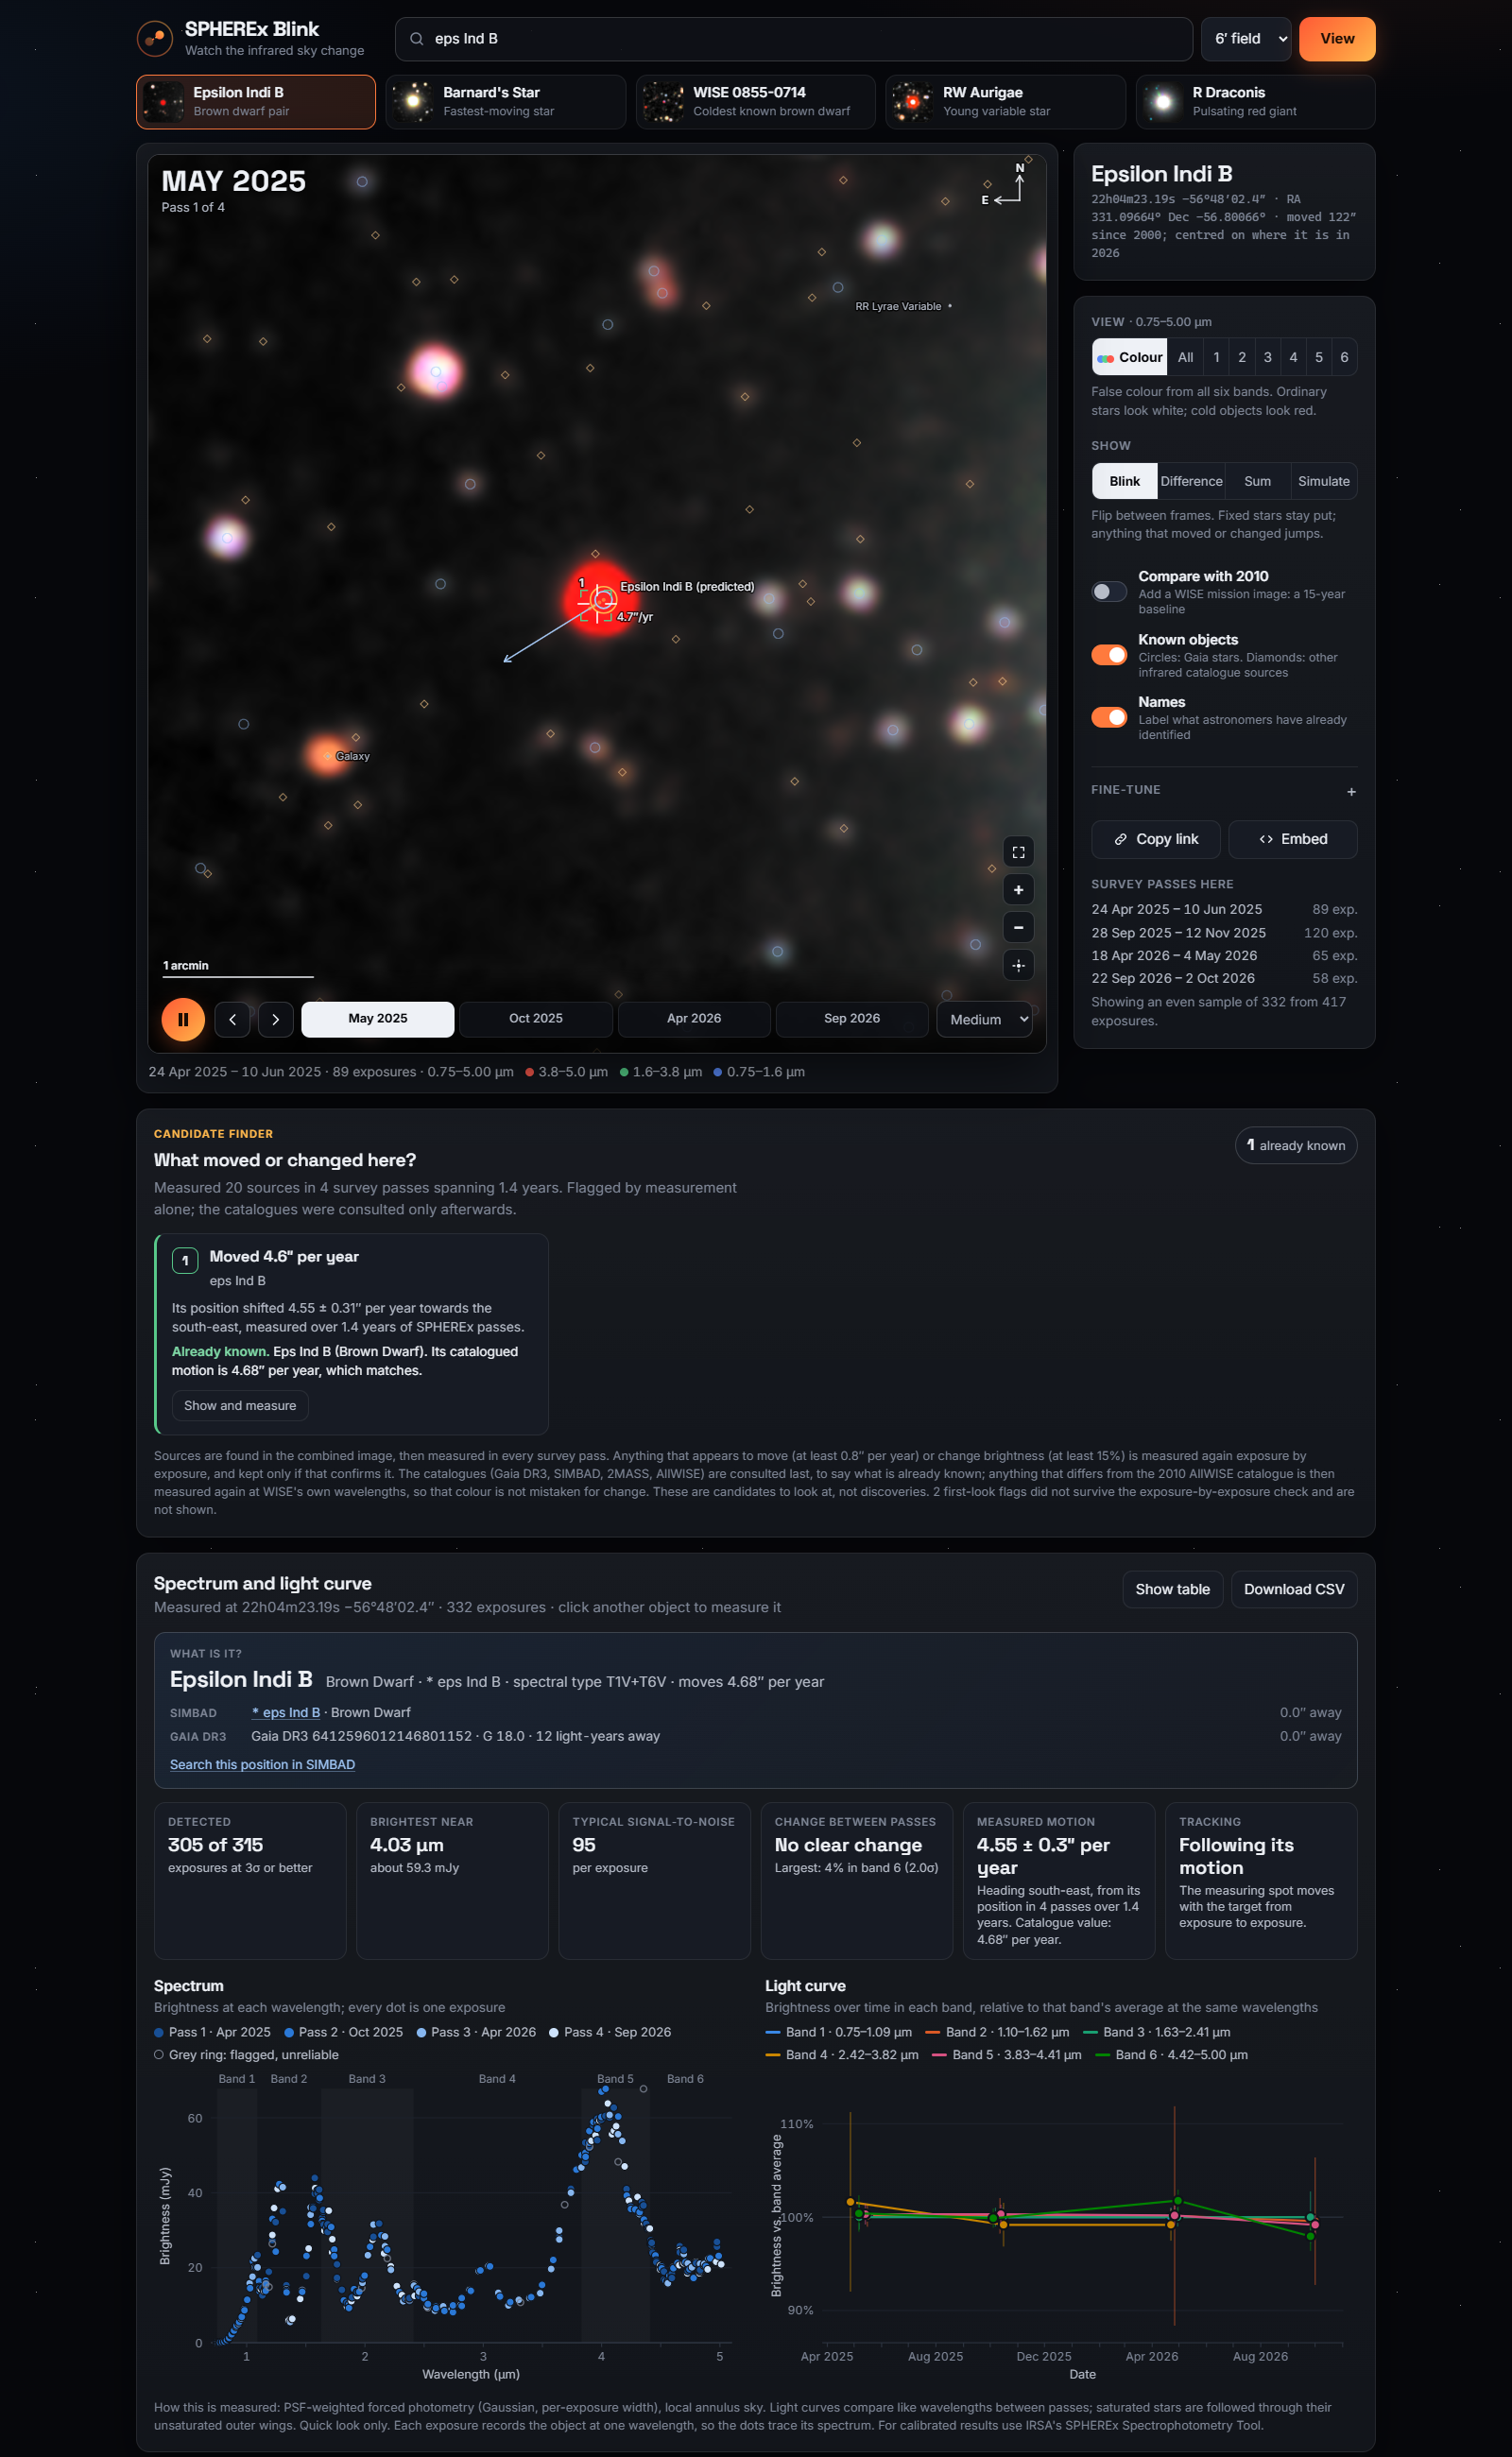 SPHEREx Blink
Watch the infrared sky change
eps Ind B
6′ field
View
Epsilon Indi B
Brown dwarf pair
Barnard's Star
Fastest-moving star
WISE 0855-0714
Coldest known brown dwarf
RW Aurigae
Young variable star
R Draconis
Pulsating red giant
MAY 2025
Pass 1 of 4
N
E
RR Lyrae Variable
1
Epsilon Indi B (predicted)
4.7″/yr
Galaxy
1 arcmin
May 2025
Oct 2025
Apr 2026
Sep 2026
Medium
24 Apr 2025 – 10 Jun 2025 · 89 exposures · 0.75–5.00 µm
3.8–5.0 µm
1.6–3.8 µm
0.75–1.6 µm
Epsilon Indi B
22h04m23.19s −56°48′02.4″ · RA
331.09664° Dec −56.80066° · moved 122″
since 2000; centred on where it is in
2026
VIEW · 0.75–5.00 µm
Colour All 1 2 3 4 5 6
False colour from all six bands. Ordinary
stars look white; cold objects look red.
SHOW
Blink Difference Sum Simulate
Flip between frames. Fixed stars stay put;
anything that moved or changed jumps.
Compare with 2010
Add a WISE mission image: a 15-year
baseline
Known objects
Circles: Gaia stars. Diamonds: other
infrared catalogue sources
Names
Label what astronomers have already
identified
FINE-TUNE +
Copy link
Embed
SURVEY PASSES HERE
24 Apr 2025 – 10 Jun 2025 89 exp.
28 Sep 2025 – 12 Nov 2025 120 exp.
18 Apr 2026 – 4 May 2026 65 exp.
22 Sep 2026 – 2 Oct 2026 58 exp.
Showing an even sample of 332 from 417
exposures.
CANDIDATE FINDER
What moved or changed here?
1 already known
Measured 20 sources in 4 survey passes spanning 1.4 years. Flagged by measurement
alone; the catalogues were consulted only afterwards.
1 Moved 4.6″ per year
eps Ind B
Its position shifted 4.55 ± 0.31″ per year towards the
south-east, measured over 1.4 years of SPHEREx passes.
Already known. Eps Ind B (Brown Dwarf). Its catalogued
motion is 4.68″ per year, which matches.
Show and measure
Sources are found in the combined image, then measured in every survey pass. Anything that appears to move (at least 0.8″ per year) or change brightness (at least 15%) is measured again exposure by
exposure, and kept only if that confirms it. The catalogues (Gaia DR3, SIMBAD, 2MASS, AllWISE) are consulted last, to say what is already known; anything that differs from the 2010 AllWISE catalogue is then
measured again at WISE's own wavelengths, so that colour is not mistaken for change. These are candidates to look at, not discoveries. 2 first-look flags did not survive the exposure-by-exposure check and are
not shown.
Spectrum and light curve
Measured at 22h04m23.19s −56°48′02.4″ · 332 exposures · click another object to measure it
Show table
Download CSV
WHAT IS IT?
Epsilon Indi B Brown Dwarf · * eps Ind B · spectral type T1V+T6V · moves 4.68″ per year
SIMBAD * eps Ind B · Brown Dwarf 0.0″ away
GAIA DR3 Gaia DR3 6412596012146801152 · G 18.0 · 12 light-years away 0.0″ away
Search this position in SIMBAD
DETECTED
305 of 315
exposures at 3σ or better
BRIGHTEST NEAR
4.03 µm
about 59.3 mJy
TYPICAL SIGNAL-TO-NOISE
95
per exposure
CHANGE BETWEEN PASSES
No clear change
Largest: 4% in band 6 (2.0σ)
MEASURED MOTION
4.55 ± 0.3″ per
year
Heading south-east, from its
position in 4 passes over 1.4
years. Catalogue value:
4.68″ per year.
TRACKING
Following its
motion
The measuring spot moves
with the target from
exposure to exposure.
Spectrum
Brightness at each wavelength; every dot is one exposure
Pass 1 · Apr 2025 Pass 2 · Oct 2025 Pass 3 · Apr 2026 Pass 4 · Sep 2026
Grey ring: flagged, unreliable
Band 1 Band 2 Band 3 Band 4 Band 5 Band 6
60
40
20
0
Brightness (mJy)
1 2 3 4 5
Wavelength (µm)
Light curve
Brightness over time in each band, relative to that band's average at the same wavelengths
Band 1 · 0.75–1.09 µm Band 2 · 1.10–1.62 µm Band 3 · 1.63–2.41 µm
Band 4 · 2.42–3.82 µm Band 5 · 3.83–4.41 µm Band 6 · 4.42–5.00 µm
110%
100%
90%
Brightness vs. band average
Apr 2025 Aug 2025 Dec 2025 Apr 2026 Aug 2026
Date
How this is measured: PSF-weighted forced photometry (Gaussian, per-exposure width), local annulus sky. Light curves compare like wavelengths between passes; saturated stars are followed through their
unsaturated outer wings. Quick look only. Each exposure records the object at one wavelength, so the dots trace its spectrum. For calibrated results use IRSA's SPHEREx Spectrophotometry Tool.